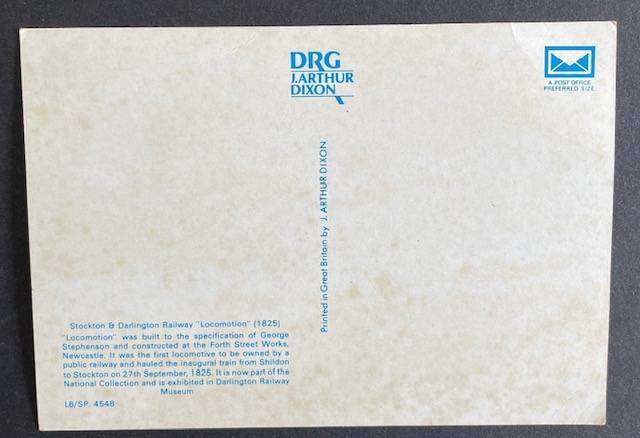 DRG
J.ARTHUR
DIXON
A POST OFFICE
PREFERRED SIZE
Printed in Great Britain by J. ARTHUR DIXON
Stockton & Darlington Railway "Locomotion" (1825)
"Locomotion" was built to the specification of George
Stephenson and constructed at the Forth Street Works,
Newcastle. It was the first locomotive to be owned by a
public railway and hauled the inaugural train from Shildon
to Stockton on 27th September, 1825. It is now part of the
National Collection and is exhibited in Darlington Railway
Museum
L6/SP. 4548